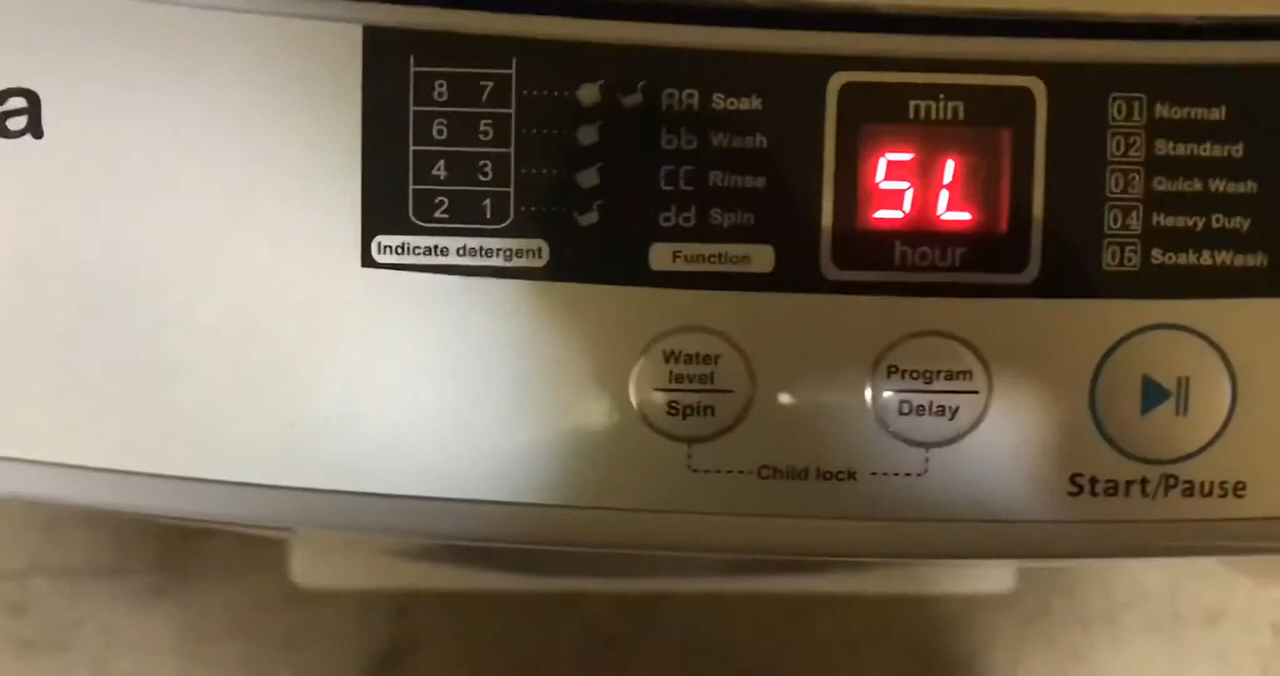 a
8 7
6 5
4 3
2 1
Indicate detergent
AA Soak
bb Wash
CC Rinse
dd Spin
Function
min
5L
hour
01 Normal
02 Standard
03 Quick Wash
04 Heavy Duty
05 Soak&Wash
Water
level
Spin
Program
Delay
Child lock
Start/Pause